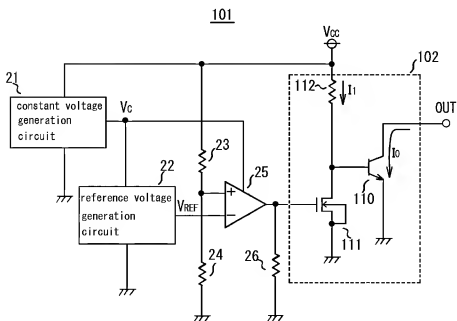 101
VCC
102
21
constant voltage
generation
circuit
VC
112
I1
OUT
22
23
25
reference voltage
generation
circuit
VREF
+
−
I0
110
24
26
111